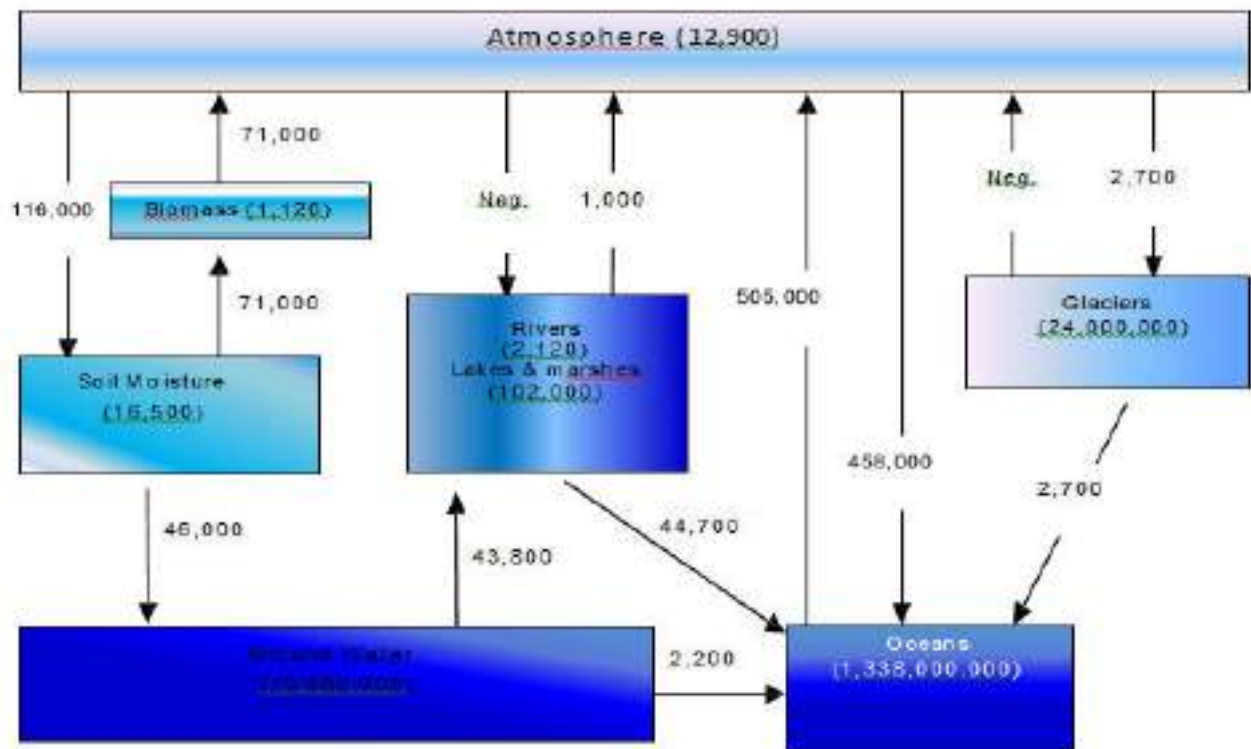 Atmosphere (12,900)
71,000
116,000
Biomass (1,120)
71,000
Neg.
1,000
505,000
458,000
Neg.
2,700
Soil Moisture
(16,500)
Rivers
(2,120)
Lakes & marshes
(102,000)
Glaciers
(24,000,000)
46,000
43,800
44,700
2,700
Water
2,200
Oceans
(1,338,000,000)